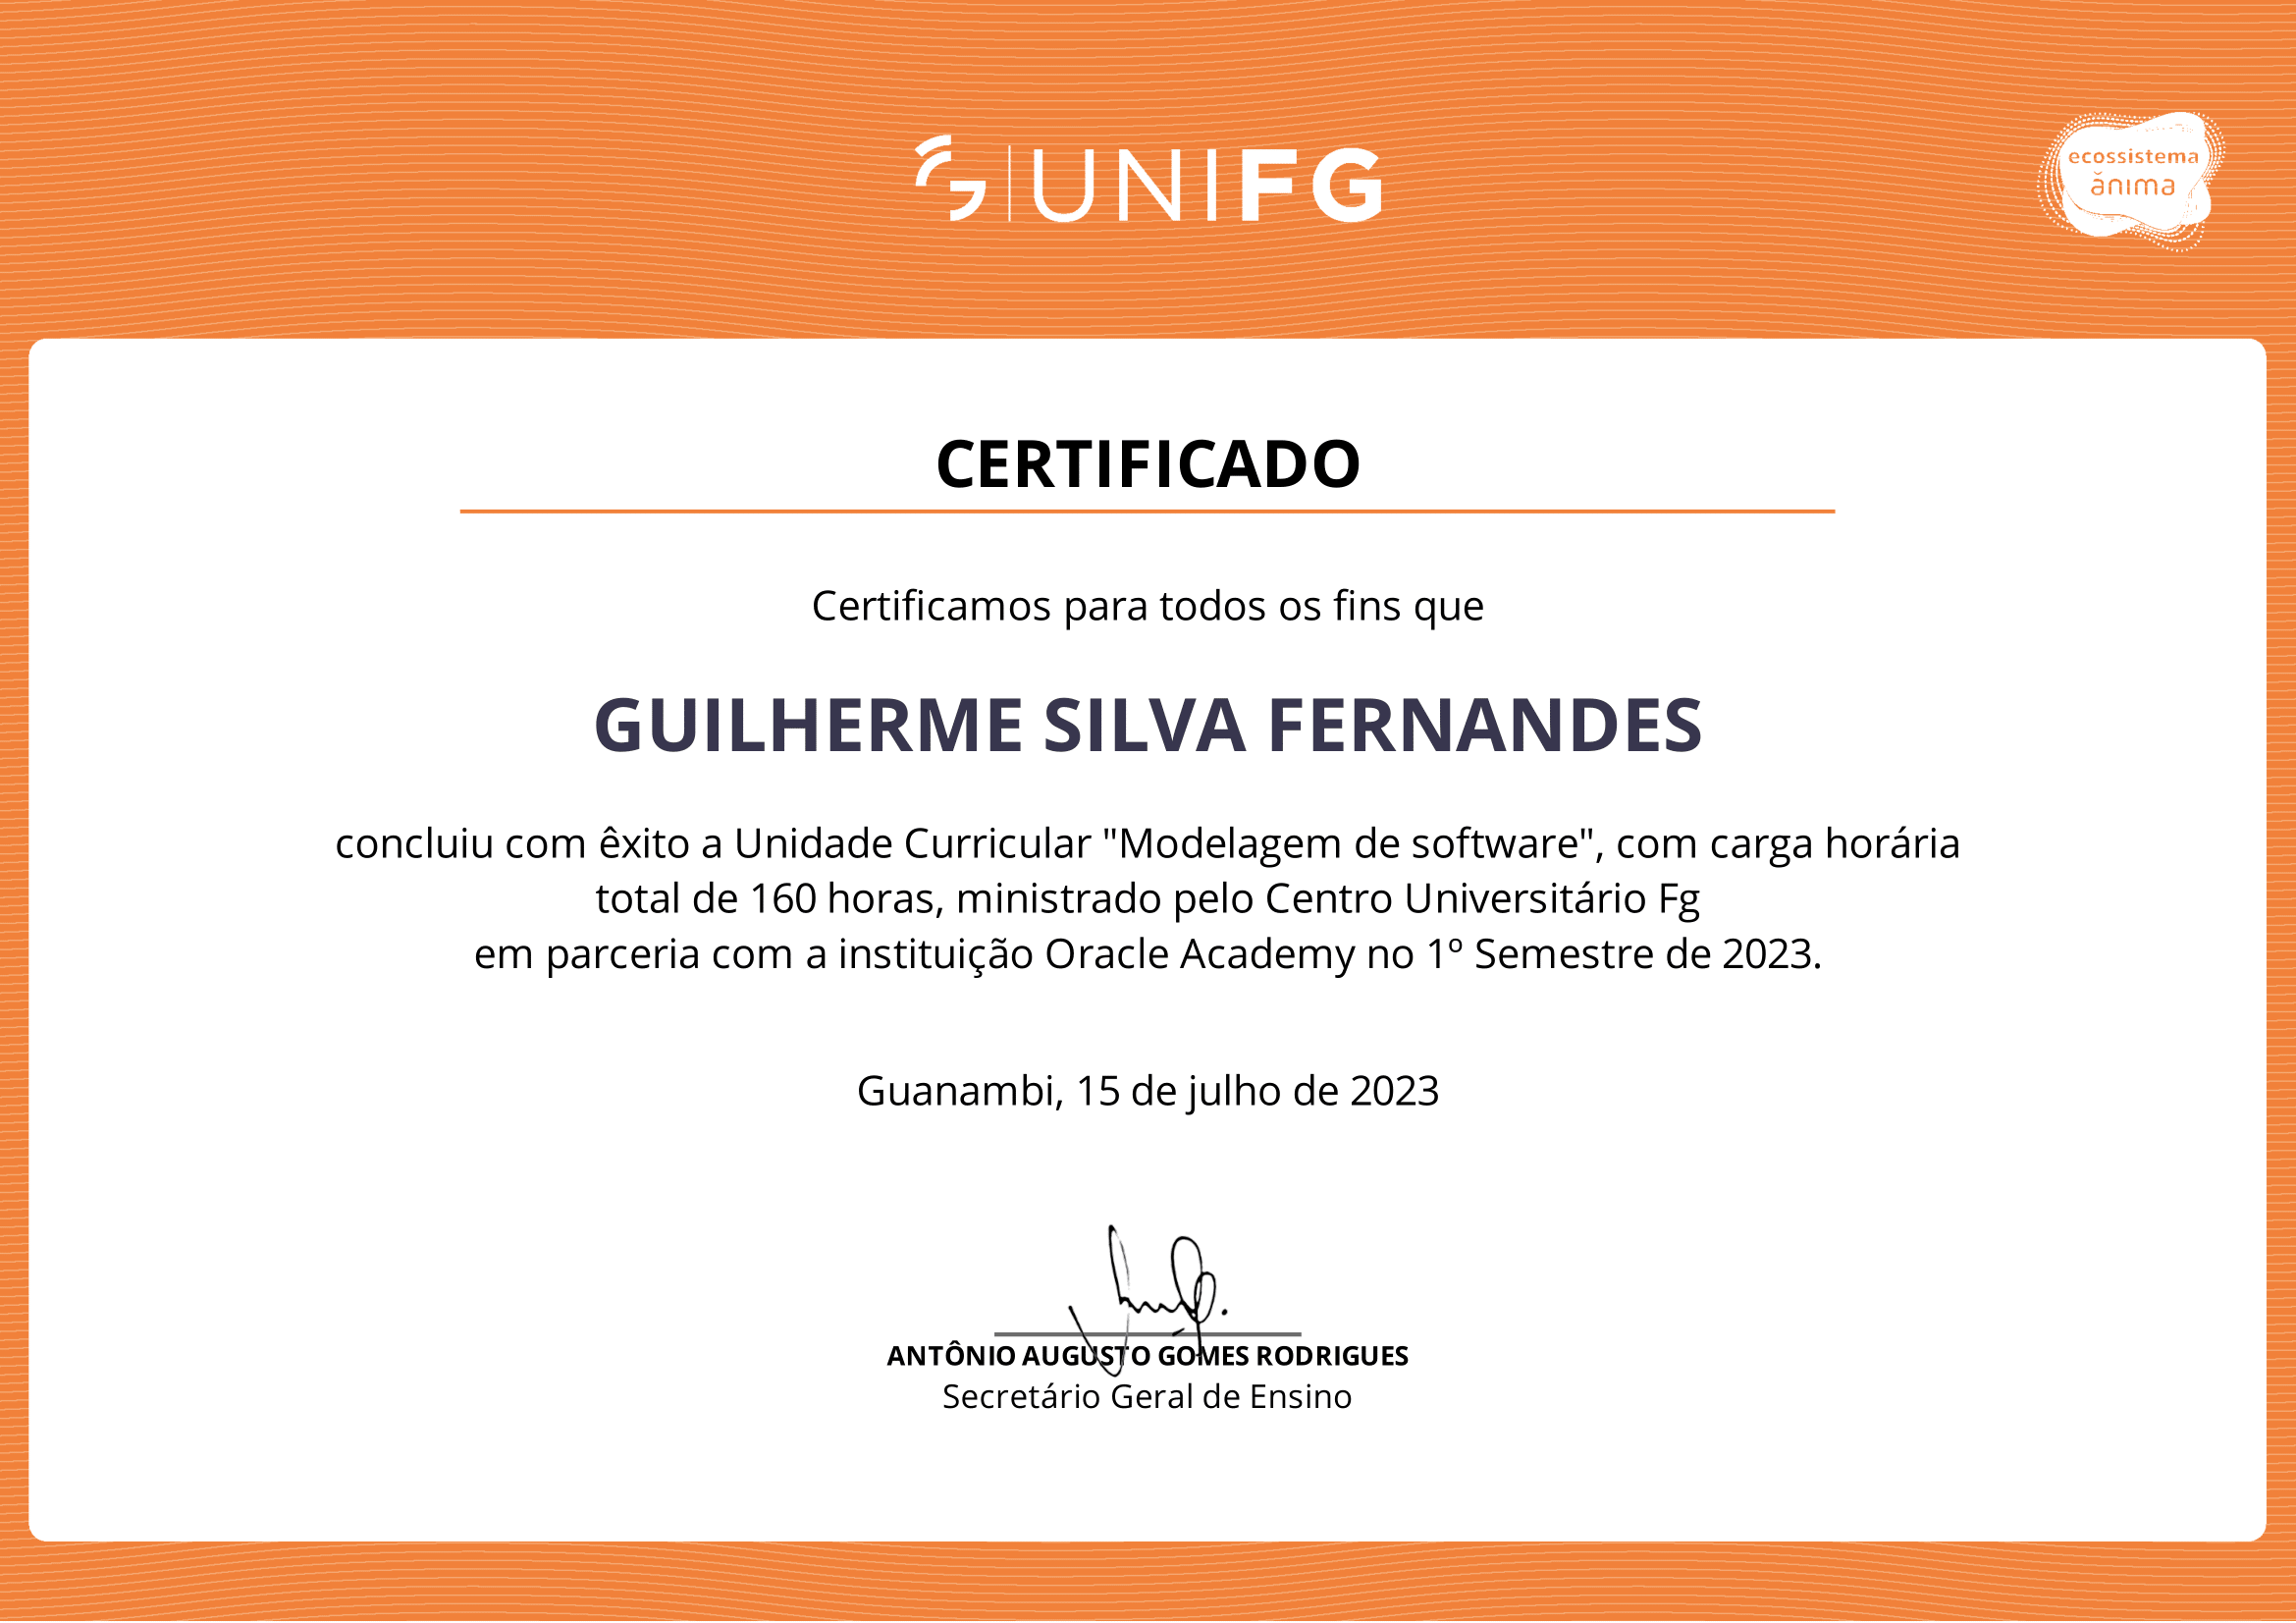 UNIFG
ecossistema
ănıma
CERTIFICADO
Certificamos para todos os fins que
GUILHERME SILVA FERNANDES
concluiu com êxito a Unidade Curricular "Modelagem de software", com carga horária
total de 160 horas, ministrado pelo Centro Universitário Fg
em parceria com a instituição Oracle Academy no 1º Semestre de 2023.
Guanambi, 15 de julho de 2023
ANTÔNIO AUGUSTO GOMES RODRIGUES
Secretário Geral de Ensino